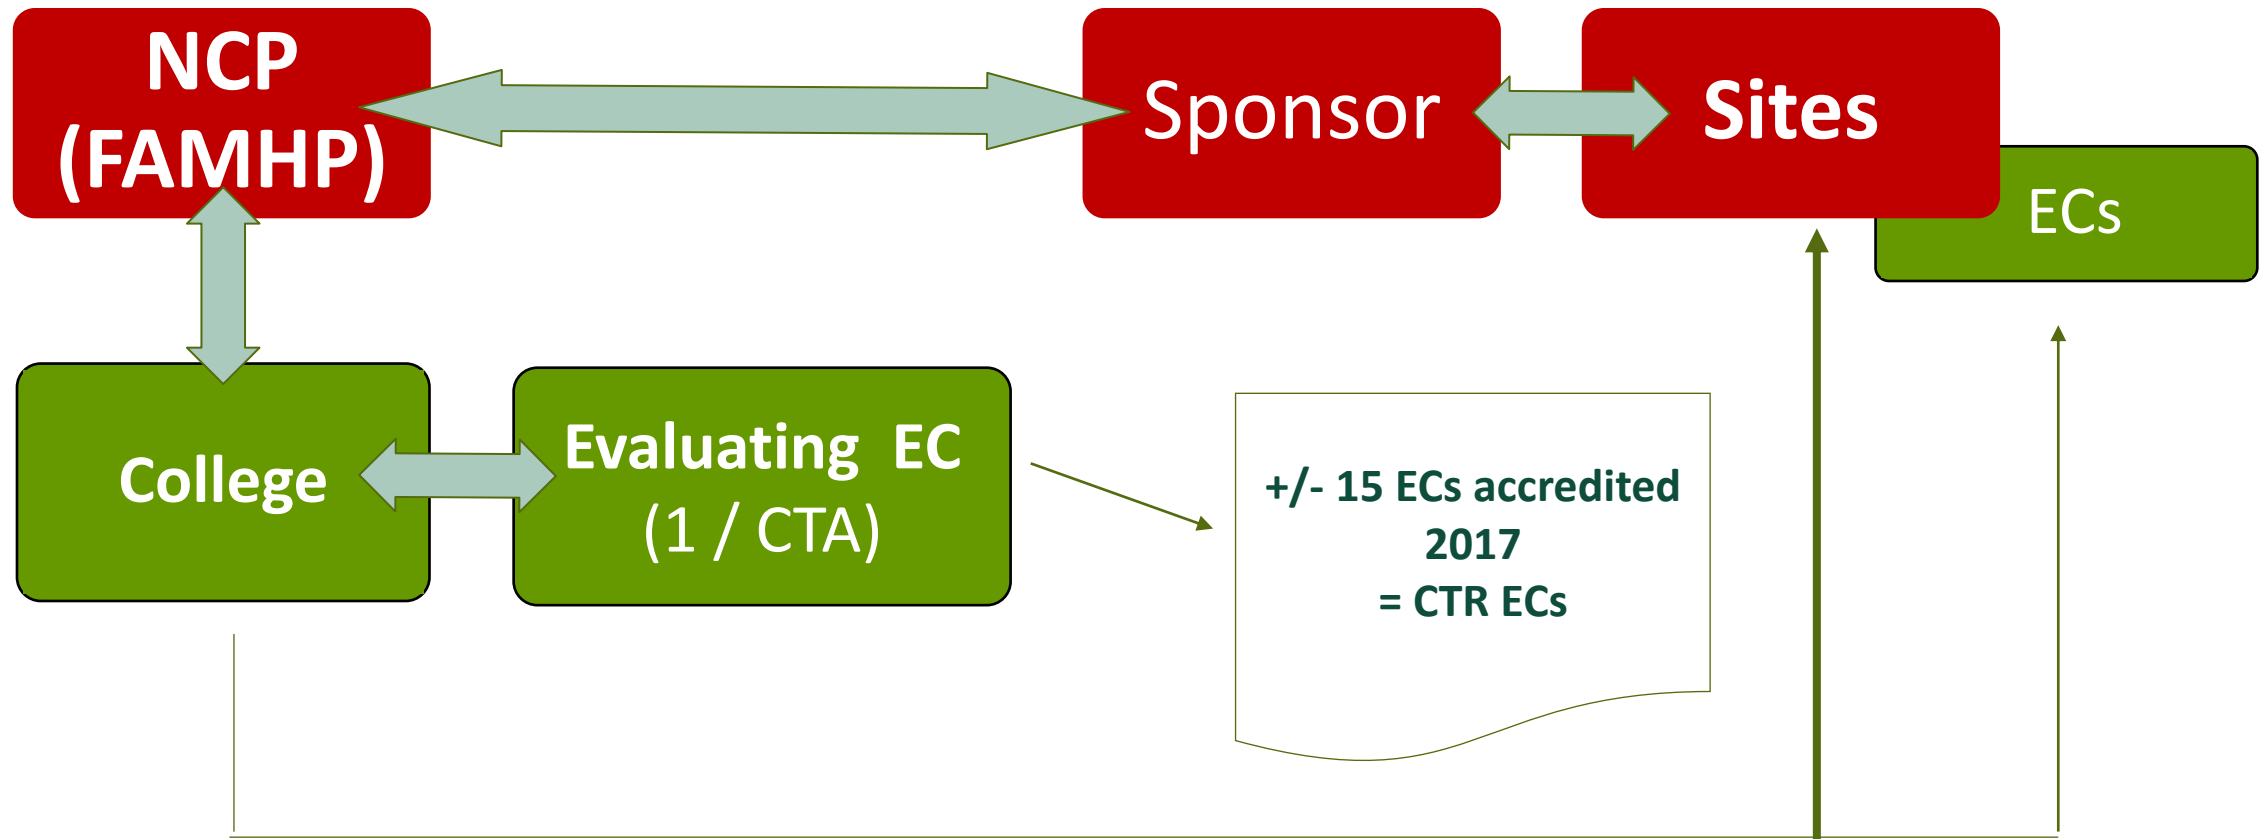 NCP
(FAMHP)
Sponsor
Sites
ECs
College
Evaluating EC
(1 / CTA)
+/- 15 ECs accredited
2017
= CTR ECs